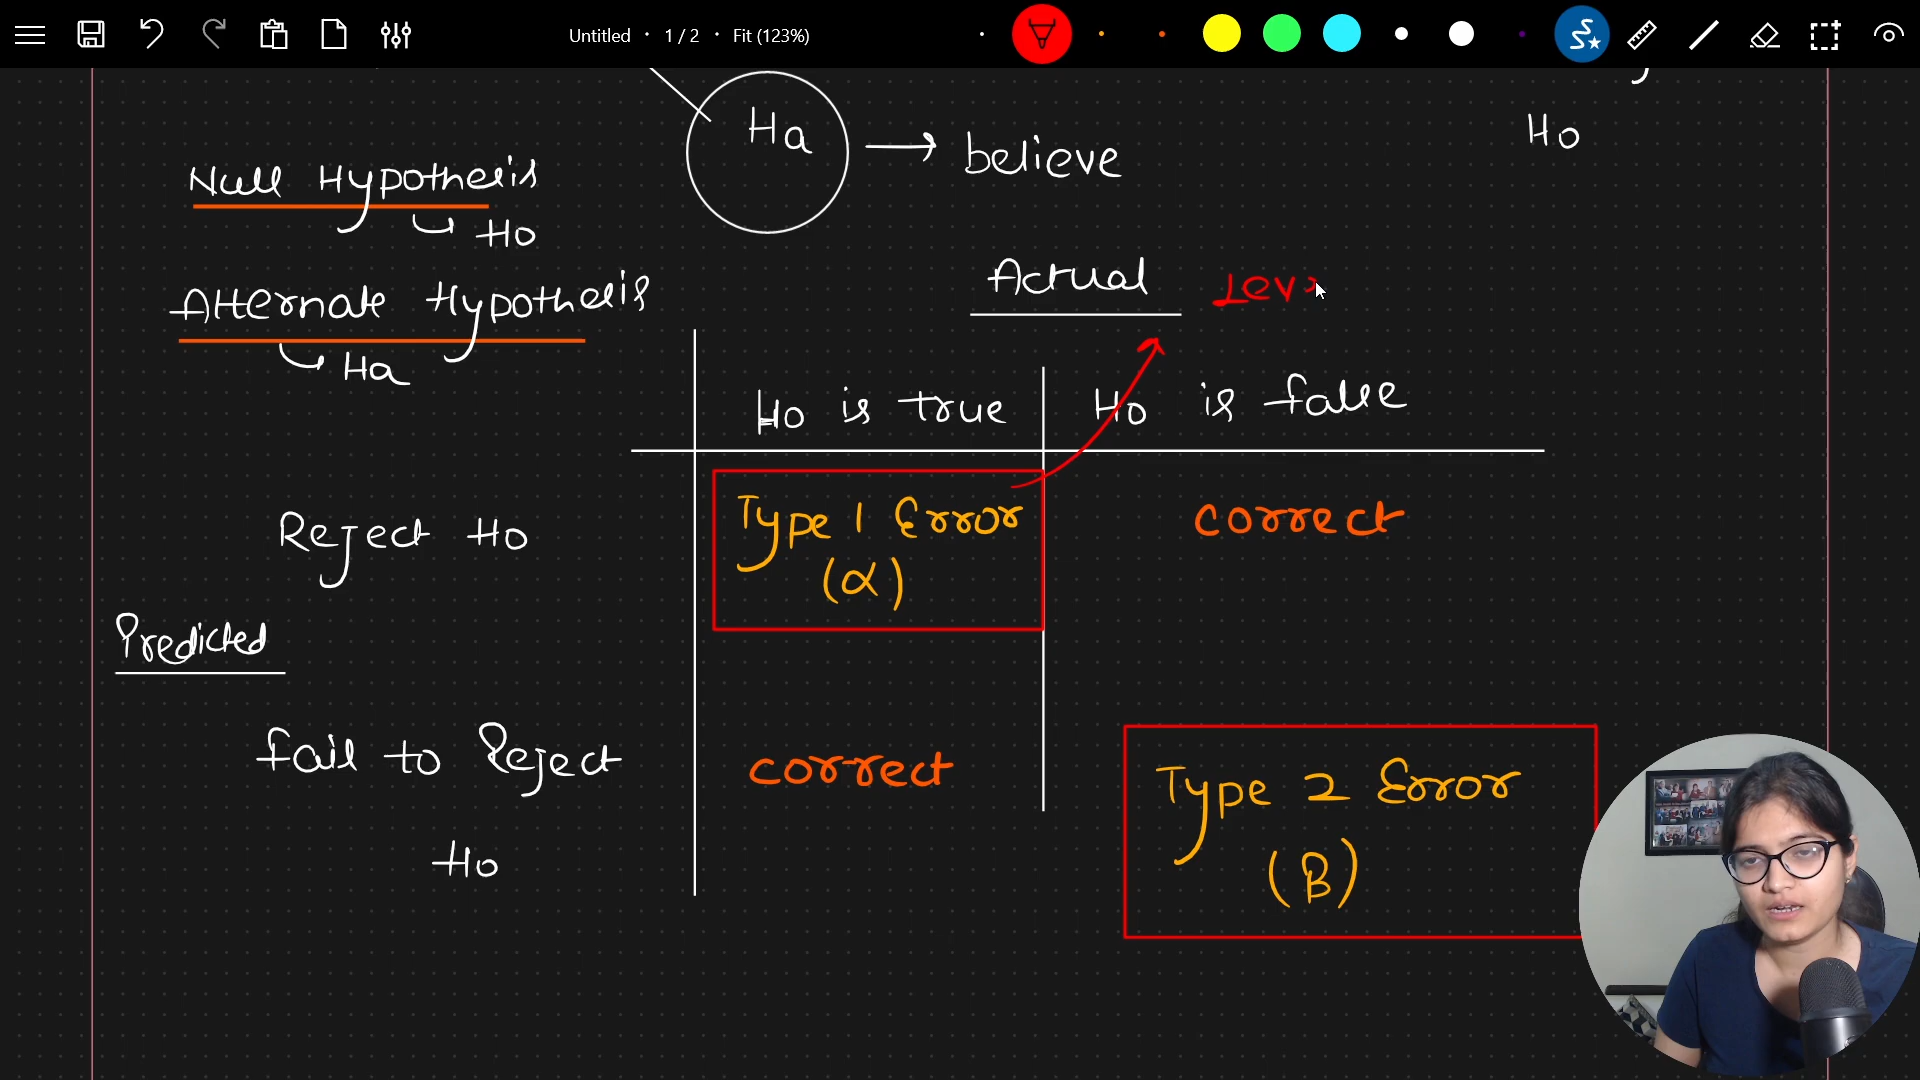 Untitled • 1 / 2 • Fit (123%)
Ha → believe
Ho
Null Hypothesis
Ho
Alternate Hypothesis
Ha
Actual
Ho is true
Ho is false
Reject Ho
Type 1 Error
(α)
correct
Predicted
fail to Reject
Ho
correct
Type 2 Error
(B)